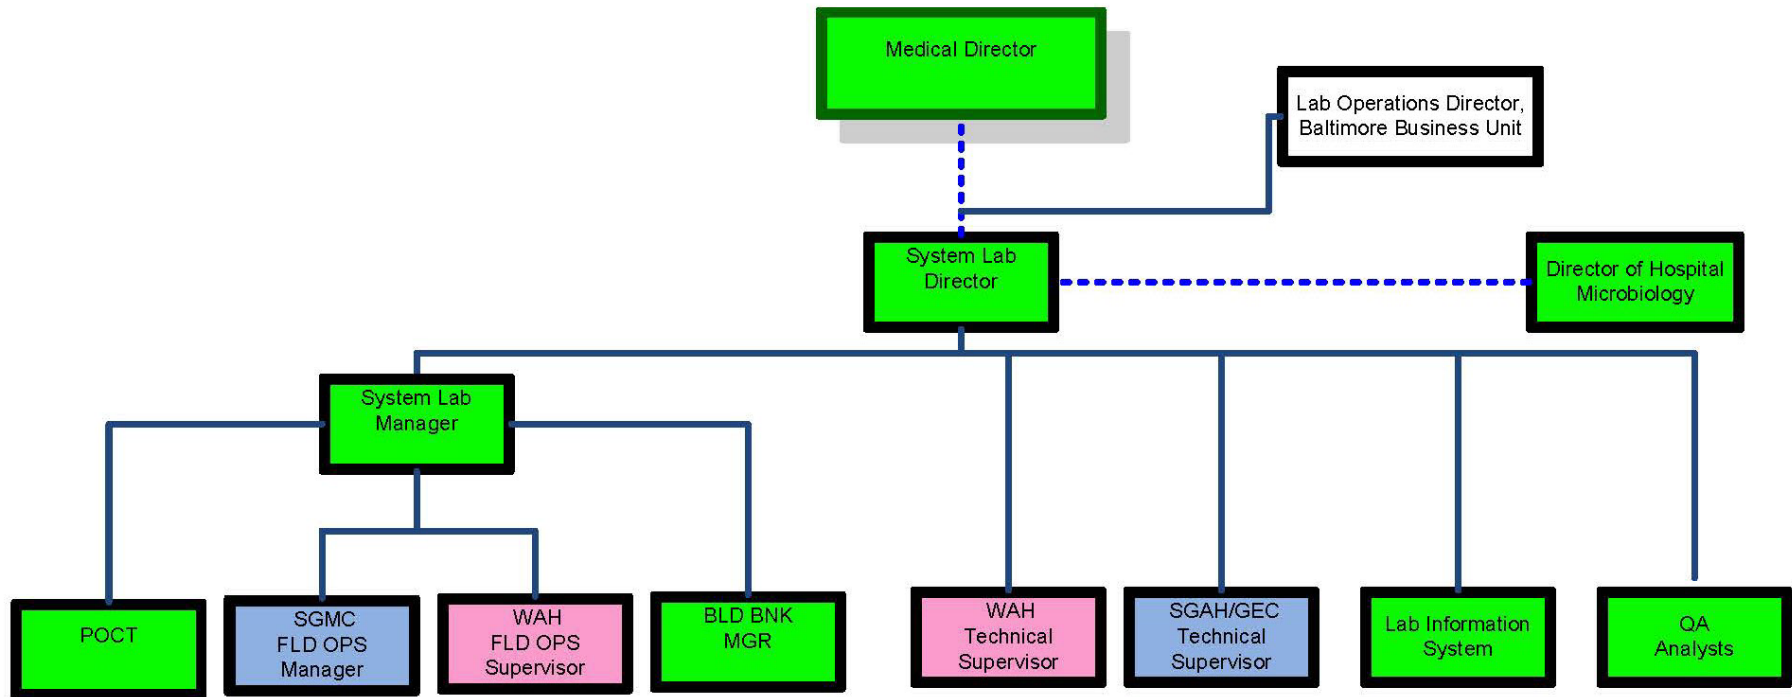 Medical Director
Lab Operations Director,
Baltimore Business Unit
System Lab
Director
Director of Hospital
Microbiology
System Lab
Manager
POCT
SGMC
FLD OPS
Manager
WAH
FLD OPS
Supervisor
BLD BNK
MGR
WAH
Technical
Supervisor
SGAH/GEC
Technical
Supervisor
Lab Information
System
QA
Analysts